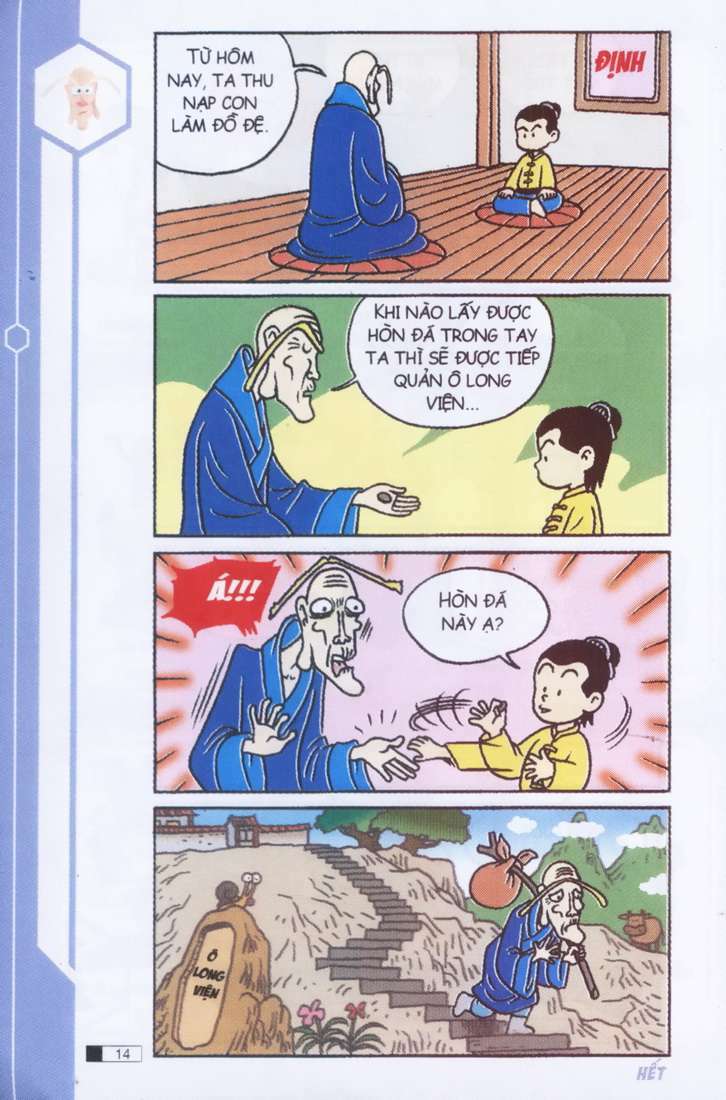 TỪ HÔM
NAY, TA THU
NẠP CON
LÀM ĐỒ ĐỆ.
ĐỊNH
KHI NÀO LẤY ĐƯỢC
HÒN ĐÁ TRONG TAY
TA THÌ SẼ ĐƯỢC TIẾP
QUẢN Ô LONG
VIỆN...
Á!!!
HÒN ĐÁ
NÀY Ạ?
Ô
LONG
VIỆN
14
HẾT